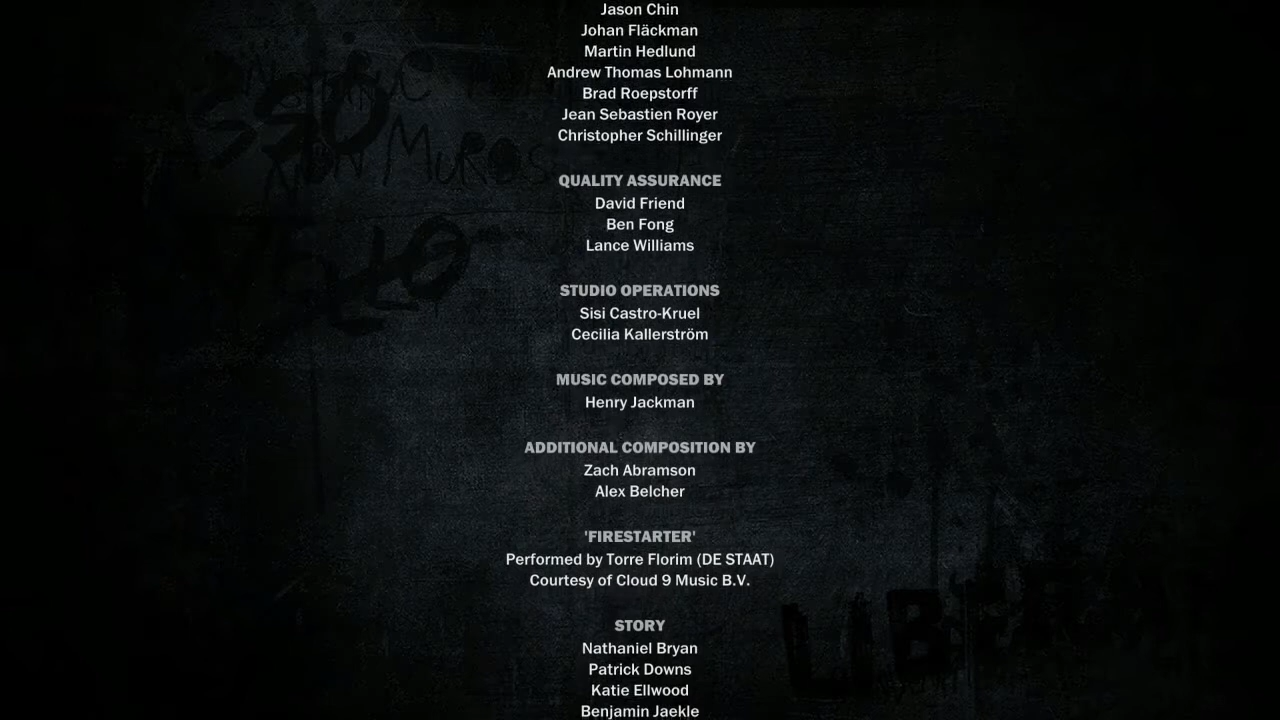 Jason Chin
Johan Fläckman
Martin Hedlund
Andrew Thomas Lohmann
Brad Roepstorff
Jean Sebastien Royer
Christopher Schillinger
QUALITY ASSURANCE
David Friend
Ben Fong
Lance Williams
STUDIO OPERATIONS
Sisi Castro-Kruel
Cecilia Kallerström
MUSIC COMPOSED BY
Henry Jackman
ADDITIONAL COMPOSITION BY
Zach Abramson
Alex Belcher
'FIRESTARTER'
Performed by Torre Florim (DE STAAT)
Courtesy of Cloud 9 Music B.V.
STORY
Nathaniel Bryan
Patrick Downs
Katie Ellwood
Benjamin Jaekle
MUROS